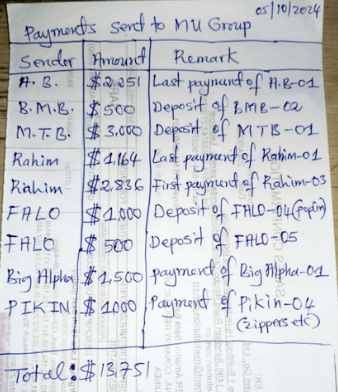 05/10/2024
Payments Sent to MU Group
Sender Amount Remark
A.B. $2,251 Last payment of A.B-01
B.M.B. $500 Deposit of BMB-02
M.T.B. $3,000 Deposit of MTB-01
Rahim $1,164 Last payment of Rahim-01
Rahim $2,836 First payment of Rahim-03
FALO $1,000 Deposit of FALO-04
FALO $500 Deposit of FALO-05
Big Alpha $1,500 payment of Big Alpha-01
PIKIN $1000 Payment of Pikin-04
(zippers etc)
Total: $13,751